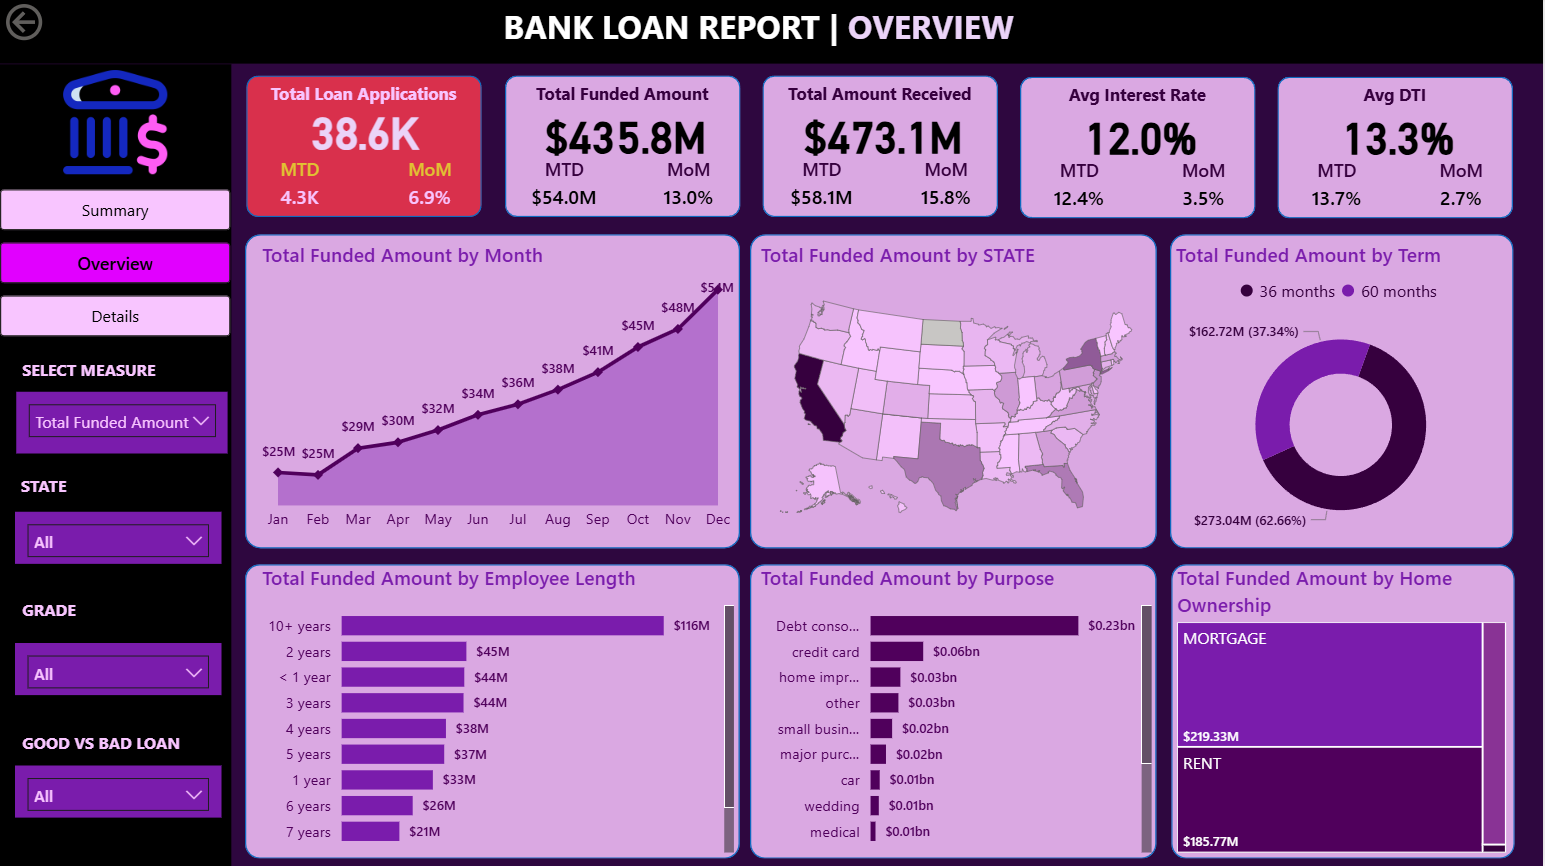 BANK LOAN REPORT | OVERVIEW
Total Loan Applications
38.6K
MTD MoM
4.3K 6.9%
Total Funded Amount
$435.8M
MTD MoM
$54.0M 13.0%
Total Amount Received
$473.1M
MTD MoM
$58.1M 15.8%
Avg Interest Rate
12.0%
MTD MoM
12.4% 3.5%
Avg DTI
13.3%
MTD MoM
13.7% 2.7%
$
Summary
Overview
Details
SELECT MEASURE
Total Funded Amount
STATE
All
GRADE
All
GOOD VS BAD LOAN
All
Total Funded Amount by Month
$25M $25M $29M $30M $32M $34M $36M $38M $41M $45M $48M $54M
Jan Feb Mar Apr May Jun Jul Aug Sep Oct Nov Dec
Total Funded Amount by STATE
Total Funded Amount by Term
36 months 60 months
$162.72M (37.34%)
$273.04M (62.66%)
Total Funded Amount by Employee Length
10+ years $116M
2 years $45M
< 1 year $44M
3 years $44M
4 years $38M
5 years $37M
1 year $33M
6 years $26M
7 years $21M
Total Funded Amount by Purpose
Debt conso... $0.23bn
credit card $0.06bn
home impr... $0.03bn
other $0.03bn
small busin... $0.02bn
major purc... $0.02bn
car $0.01bn
wedding $0.01bn
medical $0.01bn
Total Funded Amount by Home
Ownership
MORTGAGE
$219.33M
RENT
$185.77M